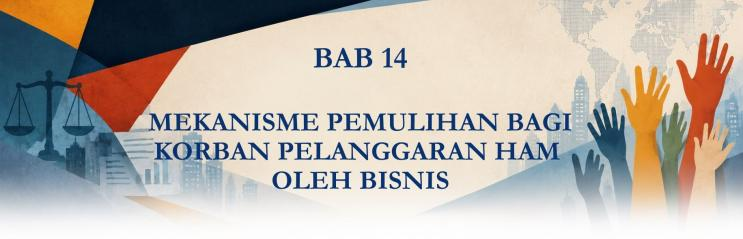 BAB 14
MEKANISME PEMULIHAN BAGI
KORBAN PELANGGARAN HAM
OLEH BISNIS